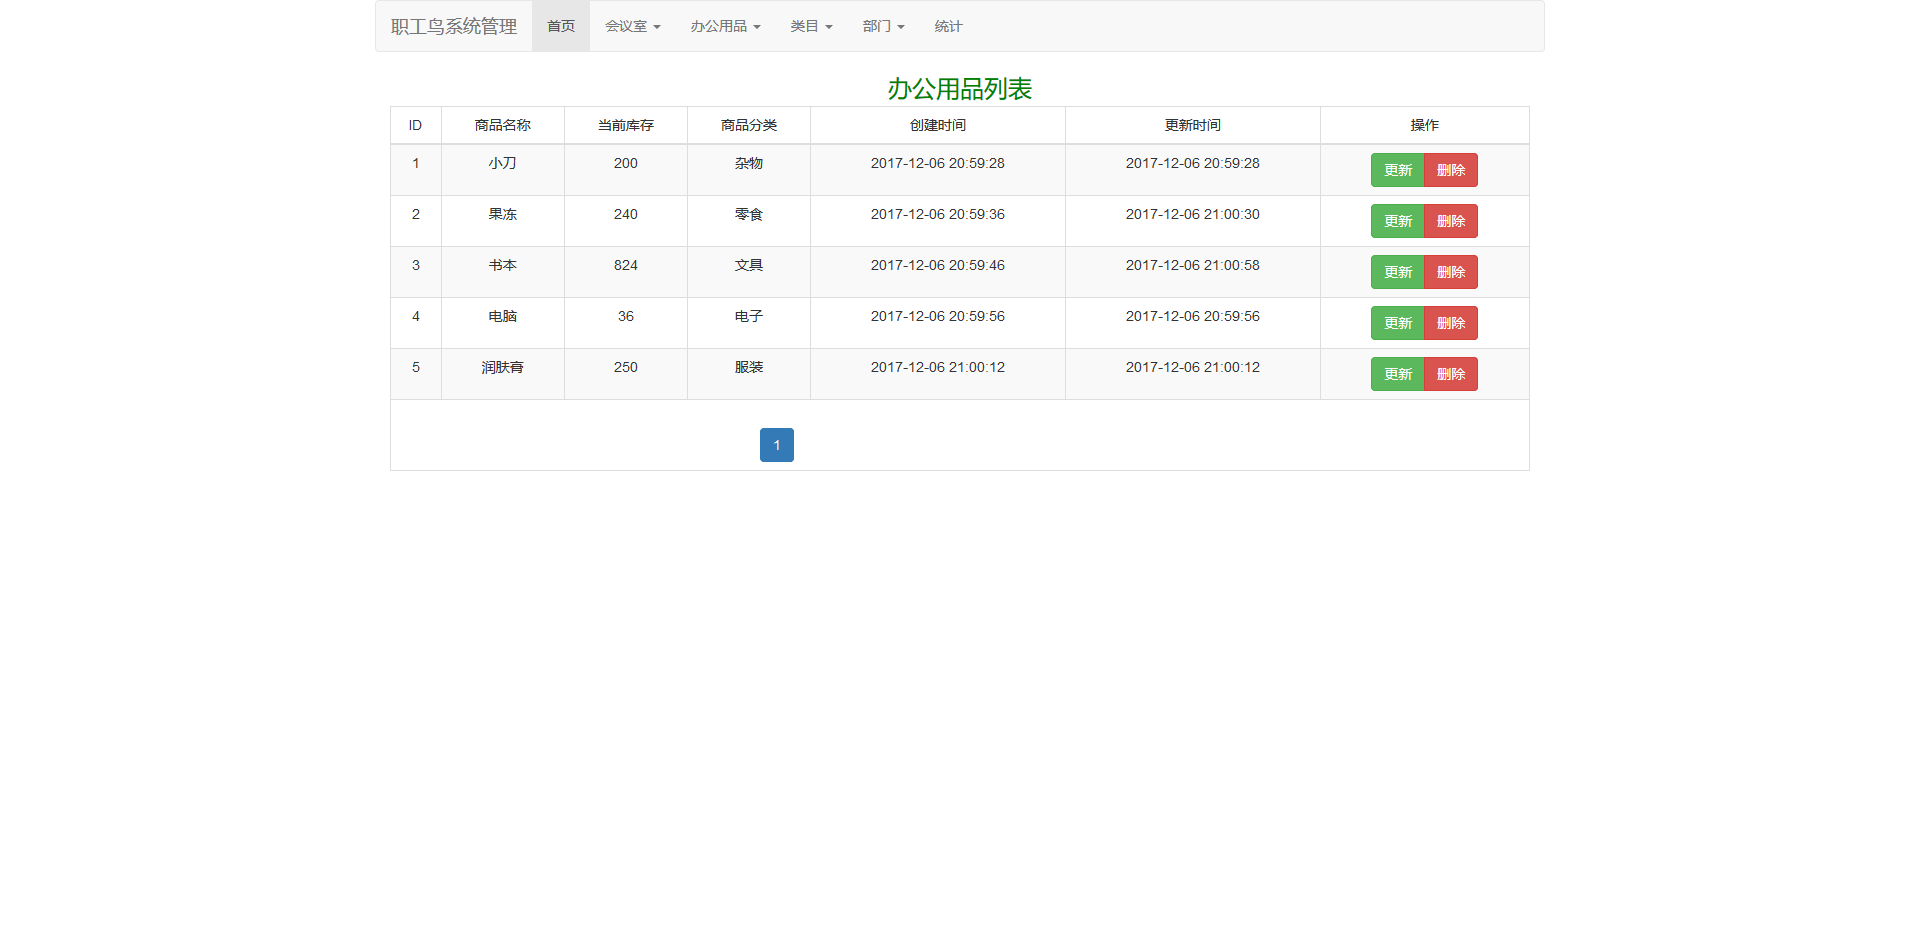 职工鸟系统管理 首页 会议室 办公用品 类目 部门 统计
办公用品列表
ID 商品名称 当前库存 商品分类 创建时间 更新时间 操作
1 小刀 200 杂物 2017-12-06 20:59:28 2017-12-06 20:59:28 更新 删除
2 果冻 240 零食 2017-12-06 20:59:36 2017-12-06 21:00:30 更新 删除
3 书本 824 文具 2017-12-06 20:59:46 2017-12-06 21:00:58 更新 删除
4 电脑 36 电子 2017-12-06 20:59:56 2017-12-06 20:59:56 更新 删除
5 润肤膏 250 服装 2017-12-06 21:00:12 2017-12-06 21:00:12 更新 删除
1